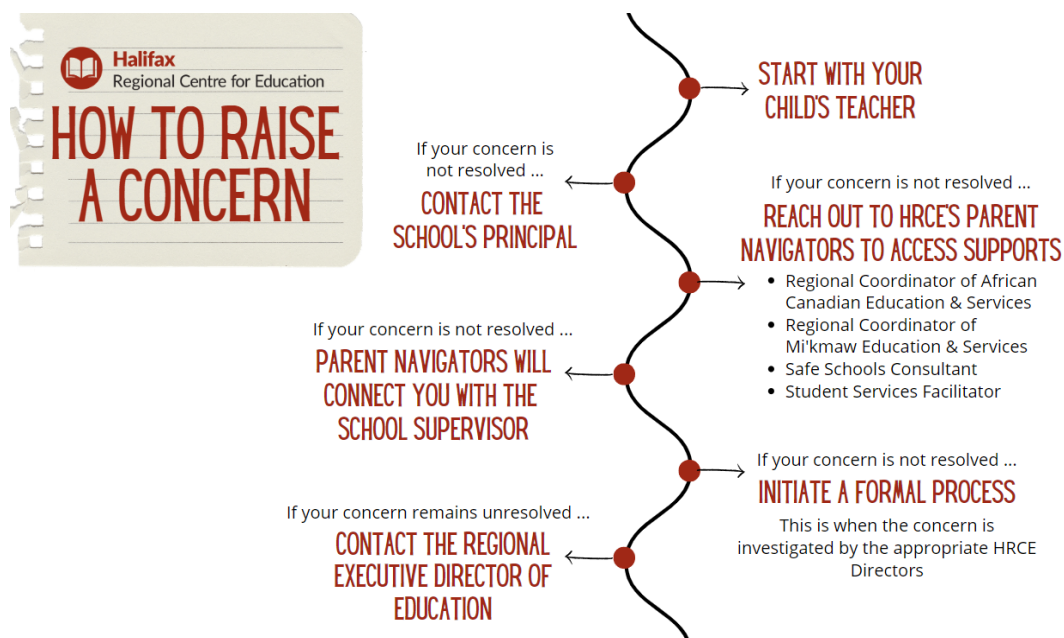 Halifax
Regional Centre for Education
HOW TO RAISE
A CONCERN
START WITH YOUR
CHILD'S TEACHER
If your concern is
not resolved ...
CONTACT THE
SCHOOL'S PRINCIPAL
If your concern is not resolved ...
REACH OUT TO HRCE'S PARENT
NAVIGATORS TO ACCESS SUPPORTS
• Regional Coordinator of African
Canadian Education & Services
• Regional Coordinator of
Mi'kmaw Education & Services
• Safe Schools Consultant
• Student Services Facilitator
If your concern is not resolved ...
PARENT NAVIGATORS WILL
CONNECT YOU WITH THE
SCHOOL SUPERVISOR
If your concern is not resolved ...
INITIATE A FORMAL PROCESS
This is when the concern is
investigated by the appropriate HRCE
Directors
If your concern remains unresolved ...
CONTACT THE REGIONAL
EXECUTIVE DIRECTOR OF
EDUCATION